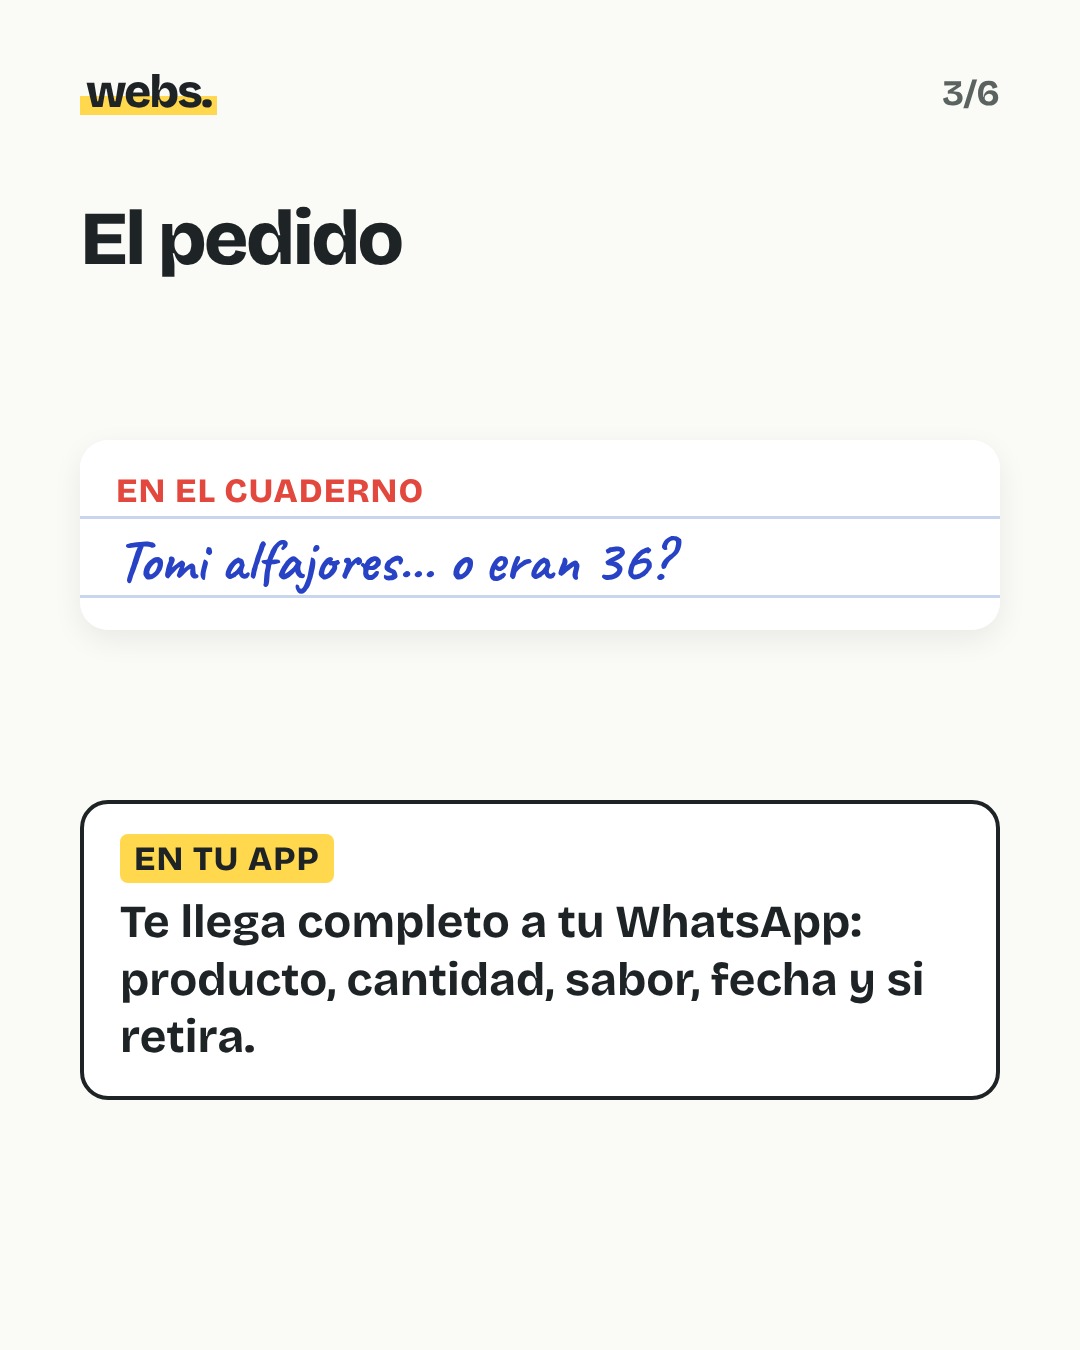 webs.
3/6
El pedido
EN EL CUADERNO
Tomi alfajores... o eran 36?
EN TU APP
Te llega completo a tu WhatsApp:
producto, cantidad, sabor, fecha y si
retira.